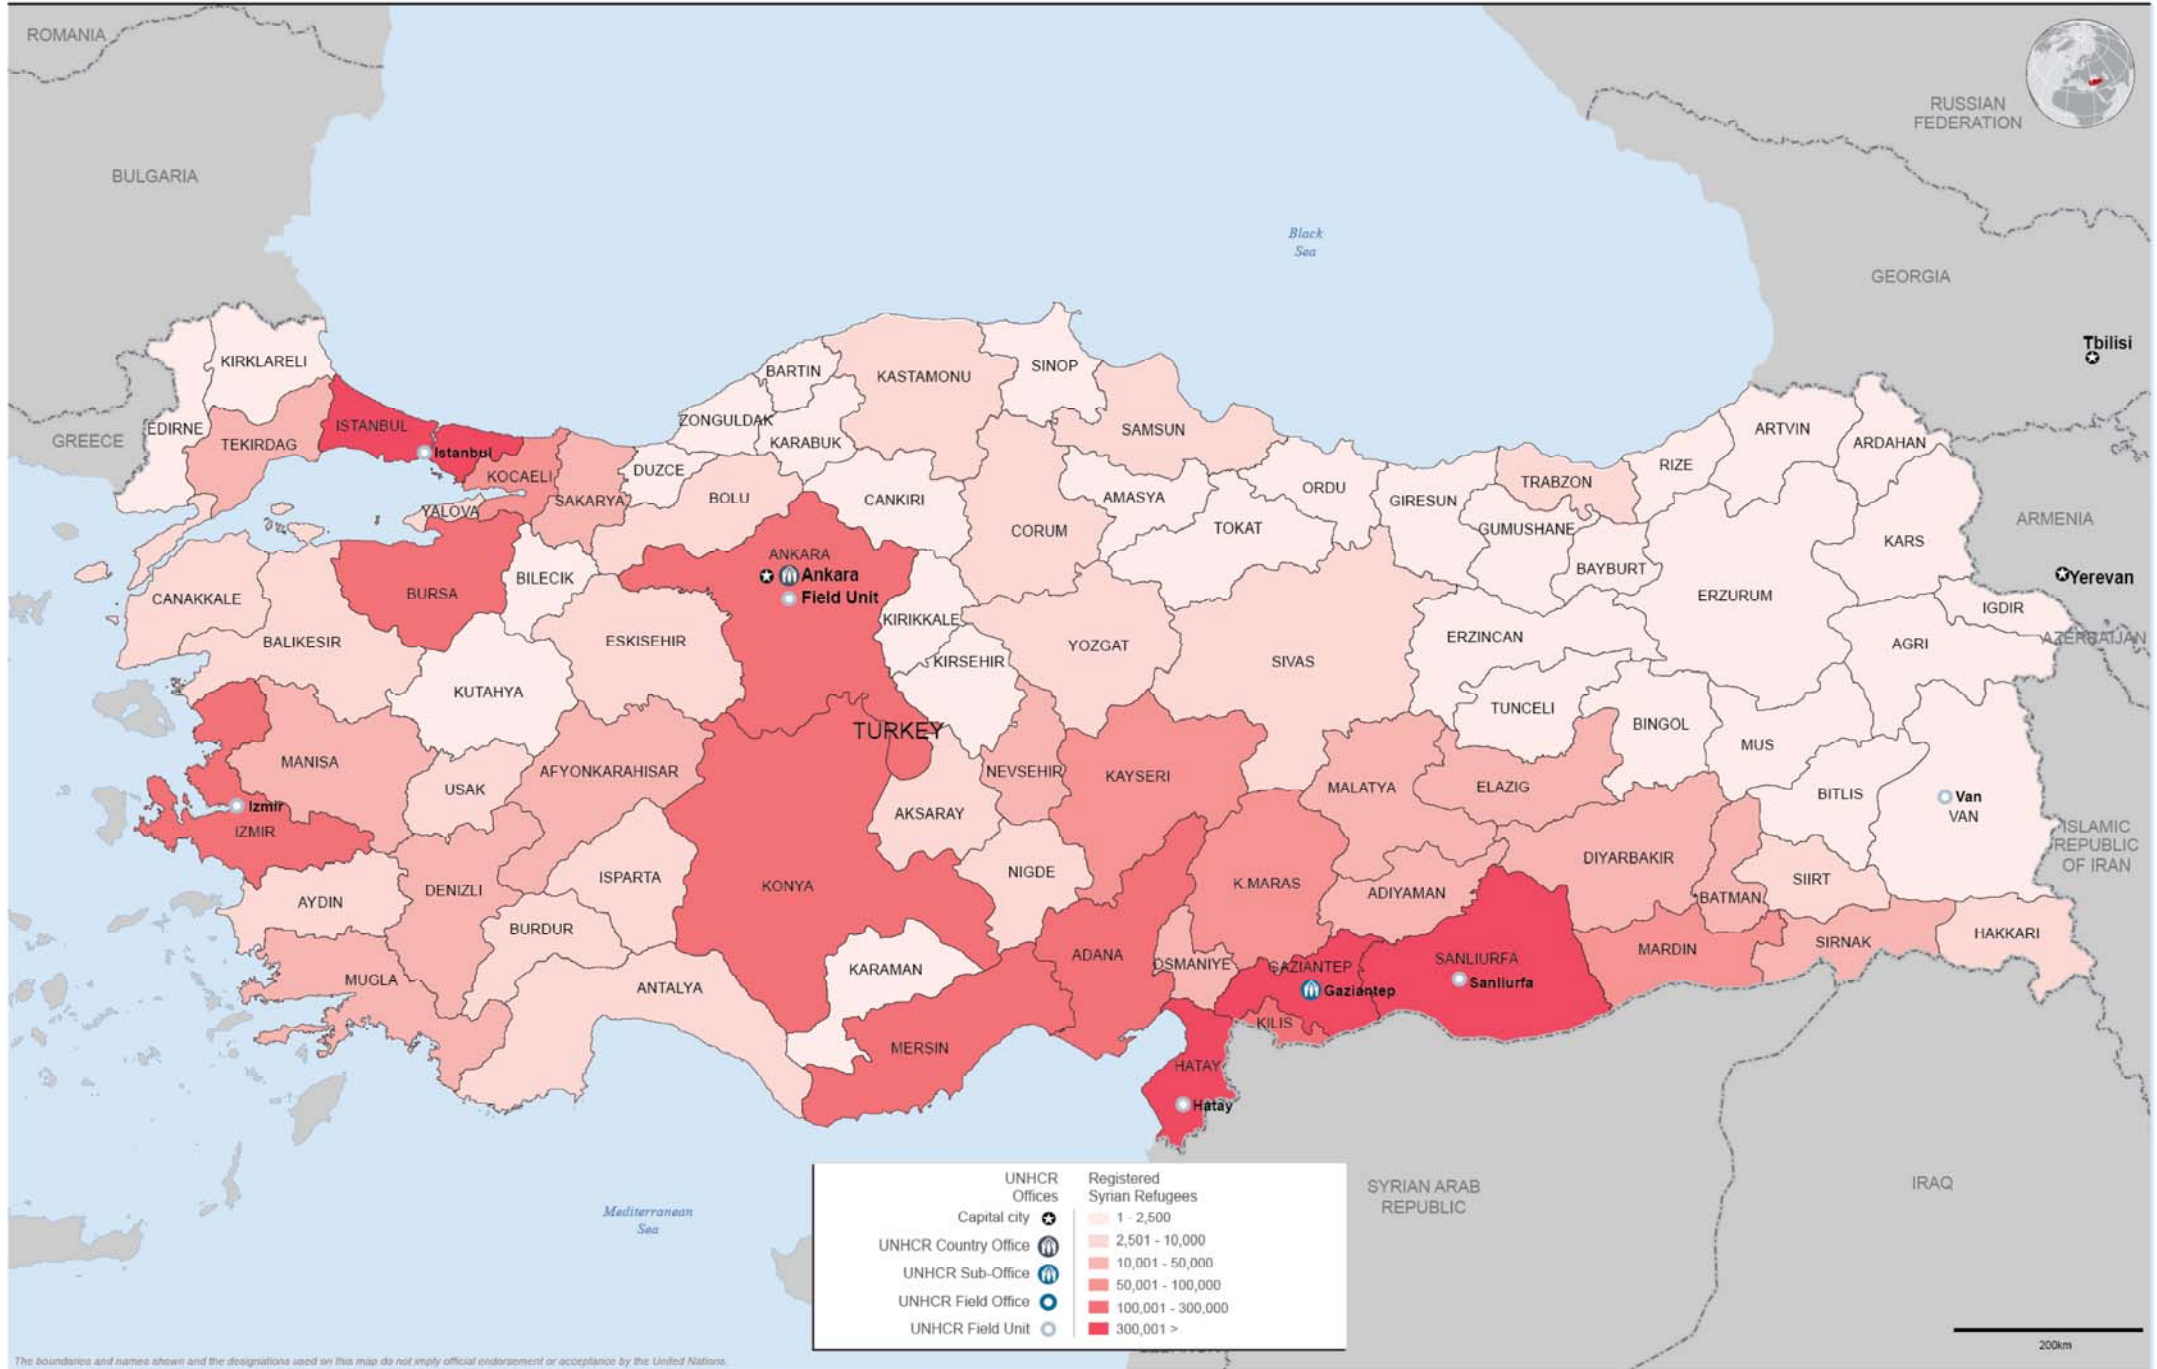 ROMANIA
BULGARIA
GREECE
RUSSIAN
FEDERATION
GEORGIA
Tbilisi
ARMENIA
Yerevan
AZERBAIJAN
ISLAMIC
REPUBLIC
OF IRAN
IRAQ
SYRIAN ARAB
REPUBLIC
Black
Sea
Mediterranean
Sea
KIRKLARELI
EDIRNE
TEKIRDAG
ISTANBUL
Istanbul
KOCAELI
YALOVA
SAKARYA
DUZCE
ZONGULDAK
BARTIN
KARABUK
KASTAMONU
SINOP
SAMSUN
BOLU
CANKIRI
CORUM
AMASYA
TOKAT
ORDU
GIRESUN
TRABZON
GUMUSHANE
BAYBURT
RIZE
ARTVIN
ARDAHAN
KARS
IGDIR
AGRI
ERZURUM
ERZINCAN
CANAKKALE
BALIKESIR
BURSA
BILECIK
ESKISEHIR
KUTAHYA
ANKARA
Ankara
Field Unit
KIRIKKALE
KIRSEHIR
YOZGAT
SIVAS
TUNCELI
BINGOL
MUS
BITLIS
Van
VAN
MANISA
Izmir
IZMIR
USAK
AFYONKARAHISAR
TURKEY
NEVSEHIR
KAYSERI
MALATYA
ELAZIG
DIYARBAKIR
BATMAN
SIIRT
SIRNAK
HAKKARI
AYDIN
DENIZLI
ISPARTA
BURDUR
MUGLA
ANTALYA
KONYA
AKSARAY
NIGDE
KARAMAN
MERSIN
ADANA
K.MARAS
ADIYAMAN
OSMANIYE
GAZIANTEP
Gaziantep
KILIS
HATAY
Hatay
SANLIURFA
Sanliurfa
MARDIN
UNHCR
Offices
Capital city
UNHCR Country Office
UNHCR Sub-Office
UNHCR Field Office
UNHCR Field Unit
Registered
Syrian Refugees
1 - 2,500
2,501 - 10,000
10,001 - 50,000
50,001 - 100,000
100,001 - 300,000
300,001 >
200km
The boundaries and names shown and the designations used on this map do not imply official endorsement or acceptance by the United Nations.